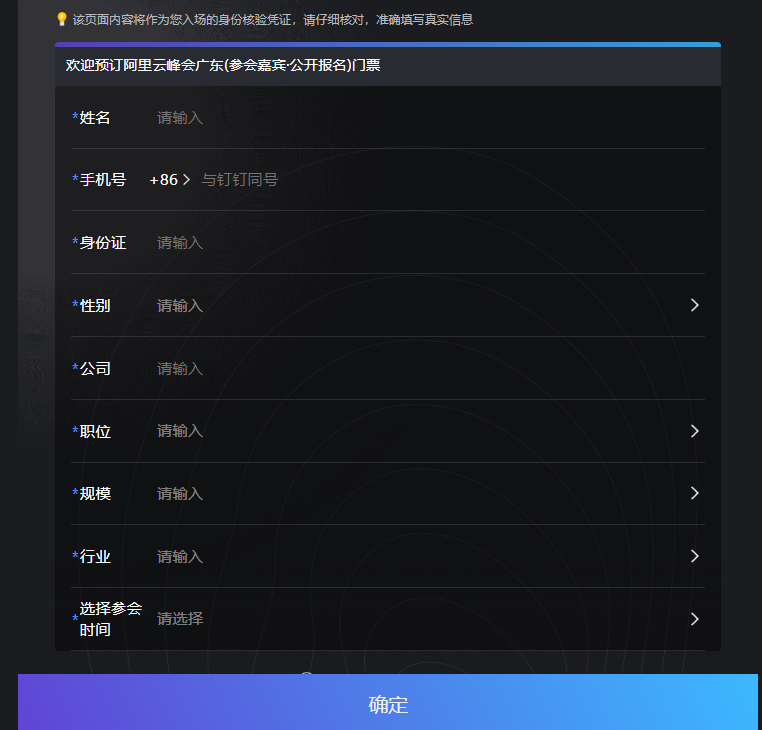 该页面内容将作为您入场的身份核验凭证，请仔细核对，准确填写真实信息
欢迎预订阿里云峰会广东(参会嘉宾·公开报名)门票
*姓名 请输入
*手机号 +86 与钉钉同号
*身份证 请输入
*性别 请输入
*公司 请输入
*职位 请输入
*规模 请输入
*行业 请输入
*选择参会时间 请选择
确定